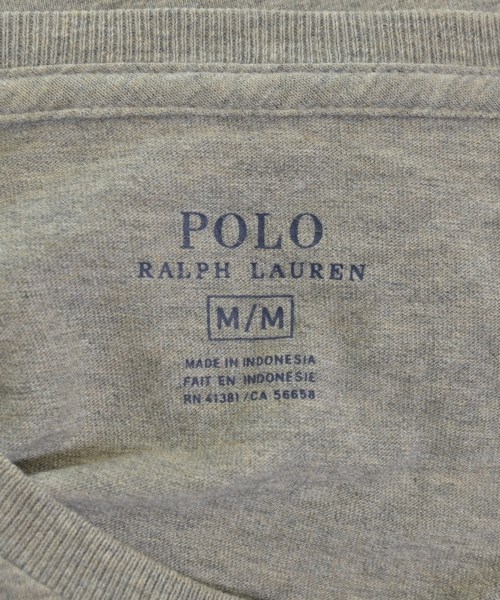 POLO
RALPH LAUREN
M/M
MADE IN INDONESIA
FAIT EN INDONESIE
RN 41381 /CA 56658